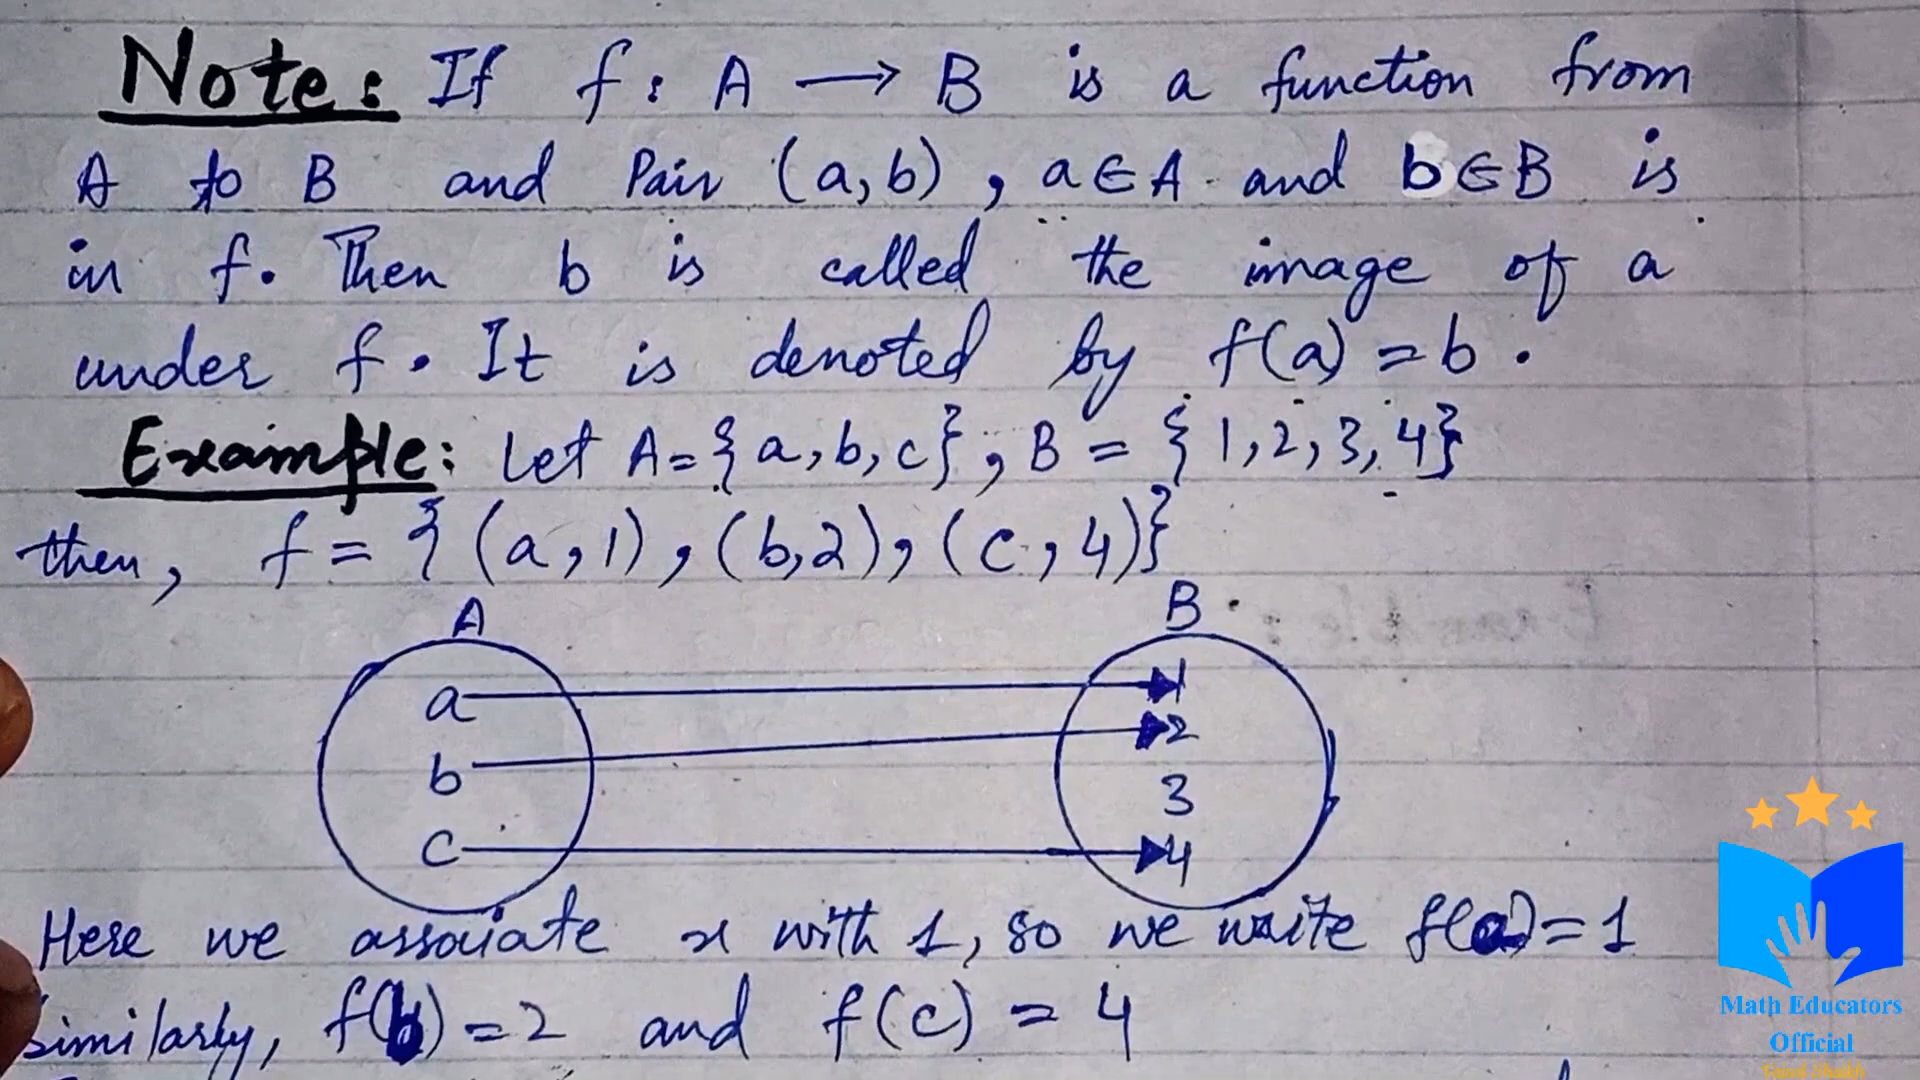 Note: If f: A → B is a function from
A to B and Pair (a,b), a∈A and b∈B is
in f. Then b is called the image of a
under f. It is denoted by f(a) = b.
Example: Let A={a,b,c}, B = {1,2,3,4}
then, f = {(a,1), (b,2), (c,4)}
A B
a 1
b 2
3
c 4
Here we associate x with 1, so we write f(a)=1
Similarly, f(b)=2 and f(c) = 4
Math Educators
Official